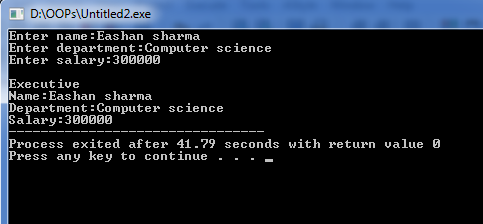 D:\OOPs\Untitled2.exe
Enter name:Eashan sharma
Enter department:Computer science
Enter salary:300000
Executive
Name:Eashan sharma
Department:Computer science
Salary:300000
--------------------------------
Process exited after 41.79 seconds with return value 0
Press any key to continue . . . _